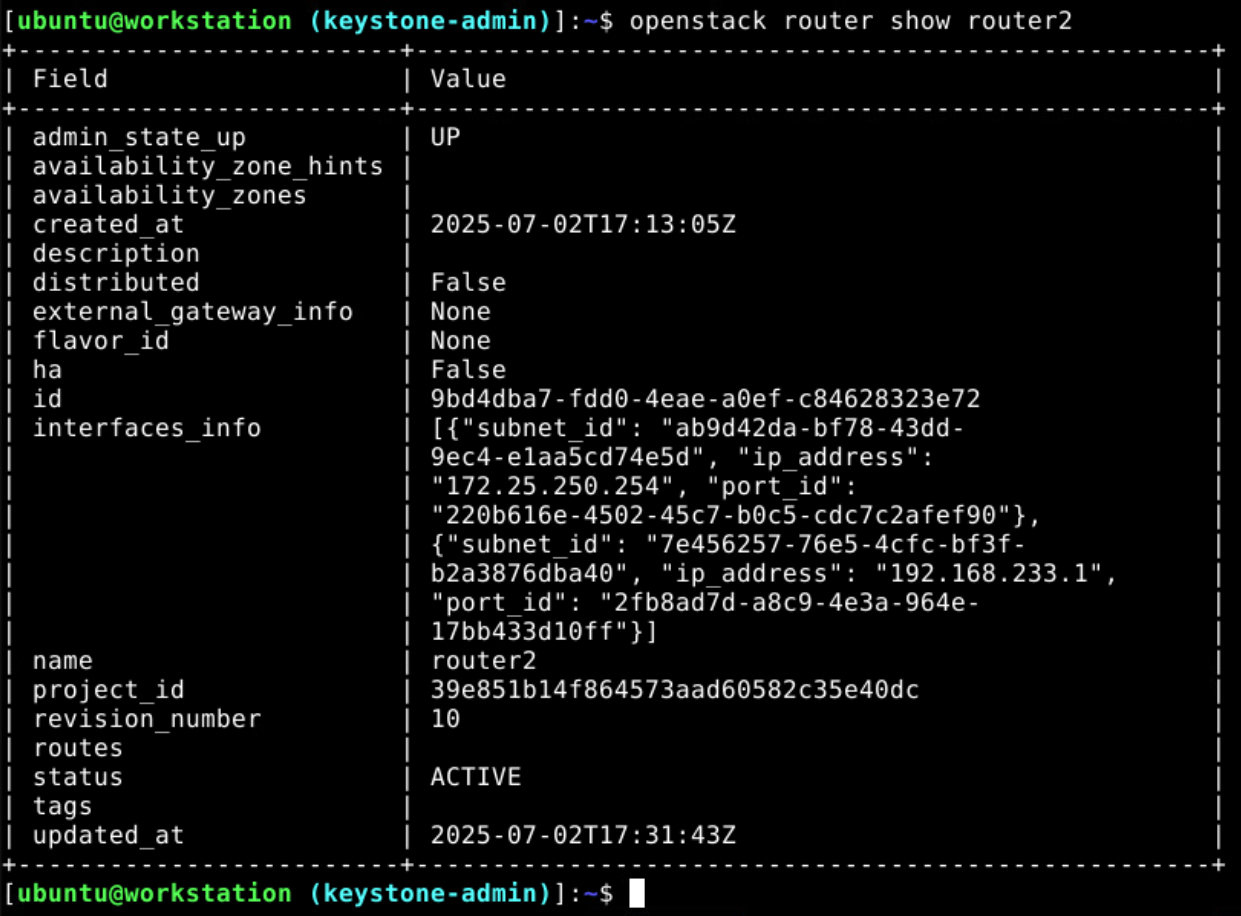 [ubuntu@workstation (keystone-admin)]:~$ openstack router show router2
+-------------------------+-----------------------------------------------------+
| Field                   | Value                                               |
+-------------------------+-----------------------------------------------------+
| admin_state_up          | UP                                                  |
| availability_zone_hints |                                                     |
| availability_zones      |                                                     |
| created_at              | 2025-07-02T17:13:05Z                                |
| description             |                                                     |
| distributed             | False                                               |
| external_gateway_info   | None                                                |
| flavor_id               | None                                                |
| ha                      | False                                               |
| id                      | 9bd4dba7-fdd0-4eae-a0ef-c84628323e72                |
| interfaces_info         | [{"subnet_id": "ab9d42da-bf78-43dd-                 |
|                         | 9ec4-e1aa5cd74e5d", "ip_address":                   |
|                         | "172.25.250.254", "port_id":                        |
|                         | "220b616e-4502-45c7-b0c5-cdc7c2afef90"},            |
|                         | {"subnet_id": "7e456257-76e5-4cfc-bf3f-             |
|                         | b2a3876dba40", "ip_address": "192.168.233.1",       |
|                         | "port_id": "2fb8ad7d-a8c9-4e3a-964e-                |
|                         | 17bb433d10ff"}]                                     |
| name                    | router2                                             |
| project_id              | 39e851b14f864573aad60582c35e40dc                    |
| revision_number         | 10                                                  |
| routes                  |                                                     |
| status                  | ACTIVE                                              |
| tags                    |                                                     |
| updated_at              | 2025-07-02T17:31:43Z                                |
+-------------------------+-----------------------------------------------------+
[ubuntu@workstation (keystone-admin)]:~$